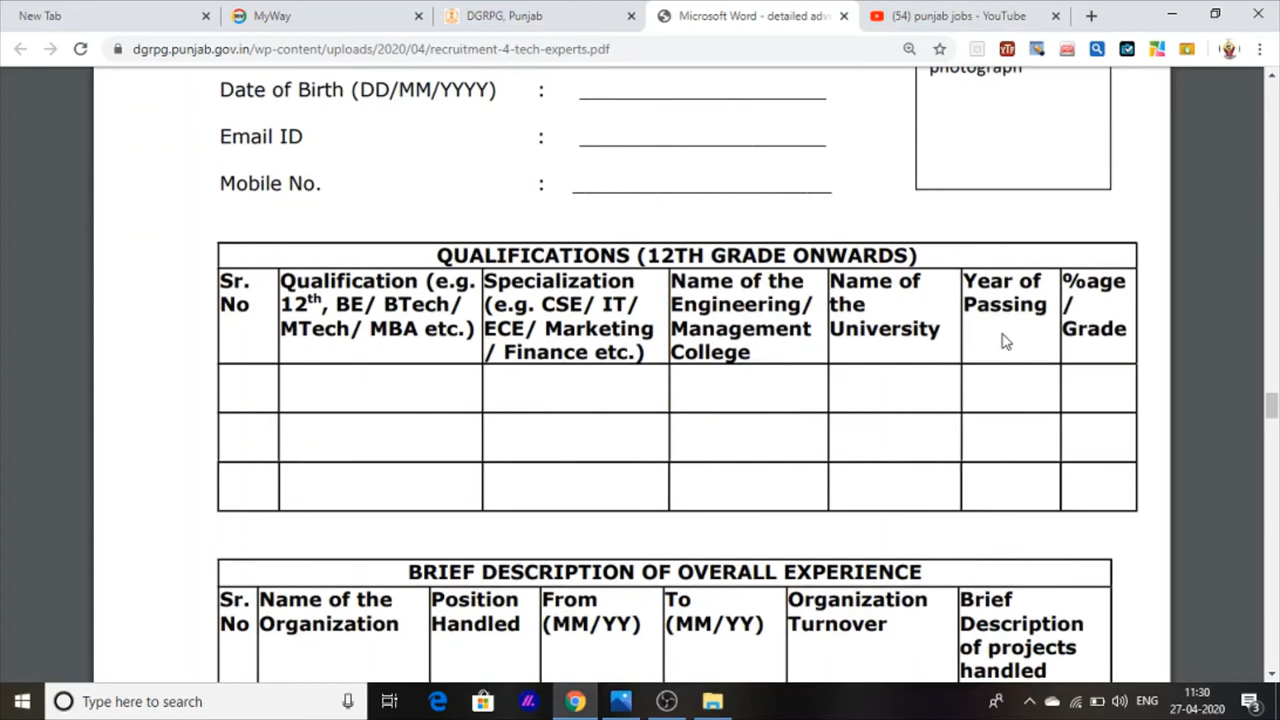 New Tab
MyWay
DGRPG, Punjab
Microsoft Word - detailed adv
(54) punjab jobs - YouTube
dgrpg.punjab.gov.in/wp-content/uploads/2020/04/recruitment-4-tech-experts.pdf
photograph
Date of Birth (DD/MM/YYYY) :
Email ID :
Mobile No. :
QUALIFICATIONS (12TH GRADE ONWARDS)
Sr.
No
Qualification (e.g.
12th, BE/ BTech/
MTech/ MBA etc.)
Specialization
(e.g. CSE/ IT/
ECE/ Marketing
/ Finance etc.)
Name of the
Engineering/
Management
College
Name of
the
University
Year of
Passing
%age
/
Grade
BRIEF DESCRIPTION OF OVERALL EXPERIENCE
Sr.
No
Name of the
Organization
Position
Handled
From
(MM/YY)
To
(MM/YY)
Organization
Turnover
Brief
Description
of projects
handled
Type here to search
ENG
11:30
27-04-2020